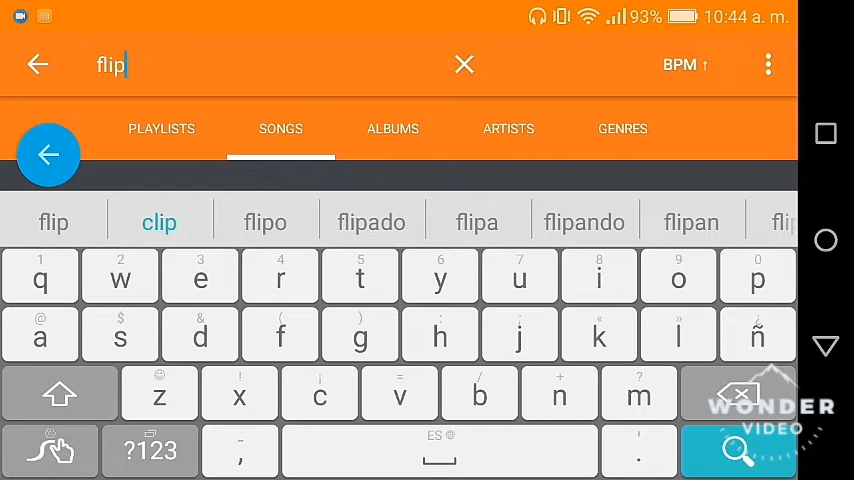 93% 10:44 a. m.
flip
BPM ↑
PLAYLISTS SONGS ALBUMS ARTISTS GENRES
flip clip flipo flipado flipa flipando flipan
1 2 3 4 5 6 7 8 9 0
q w e r t y u i o p
@ $ & ( ) : ; « » ¿
a s d f g h j k l ñ
! ¡ = / + ?
z x c v b n m
WONDER
VIDEO
ES
?123 , .